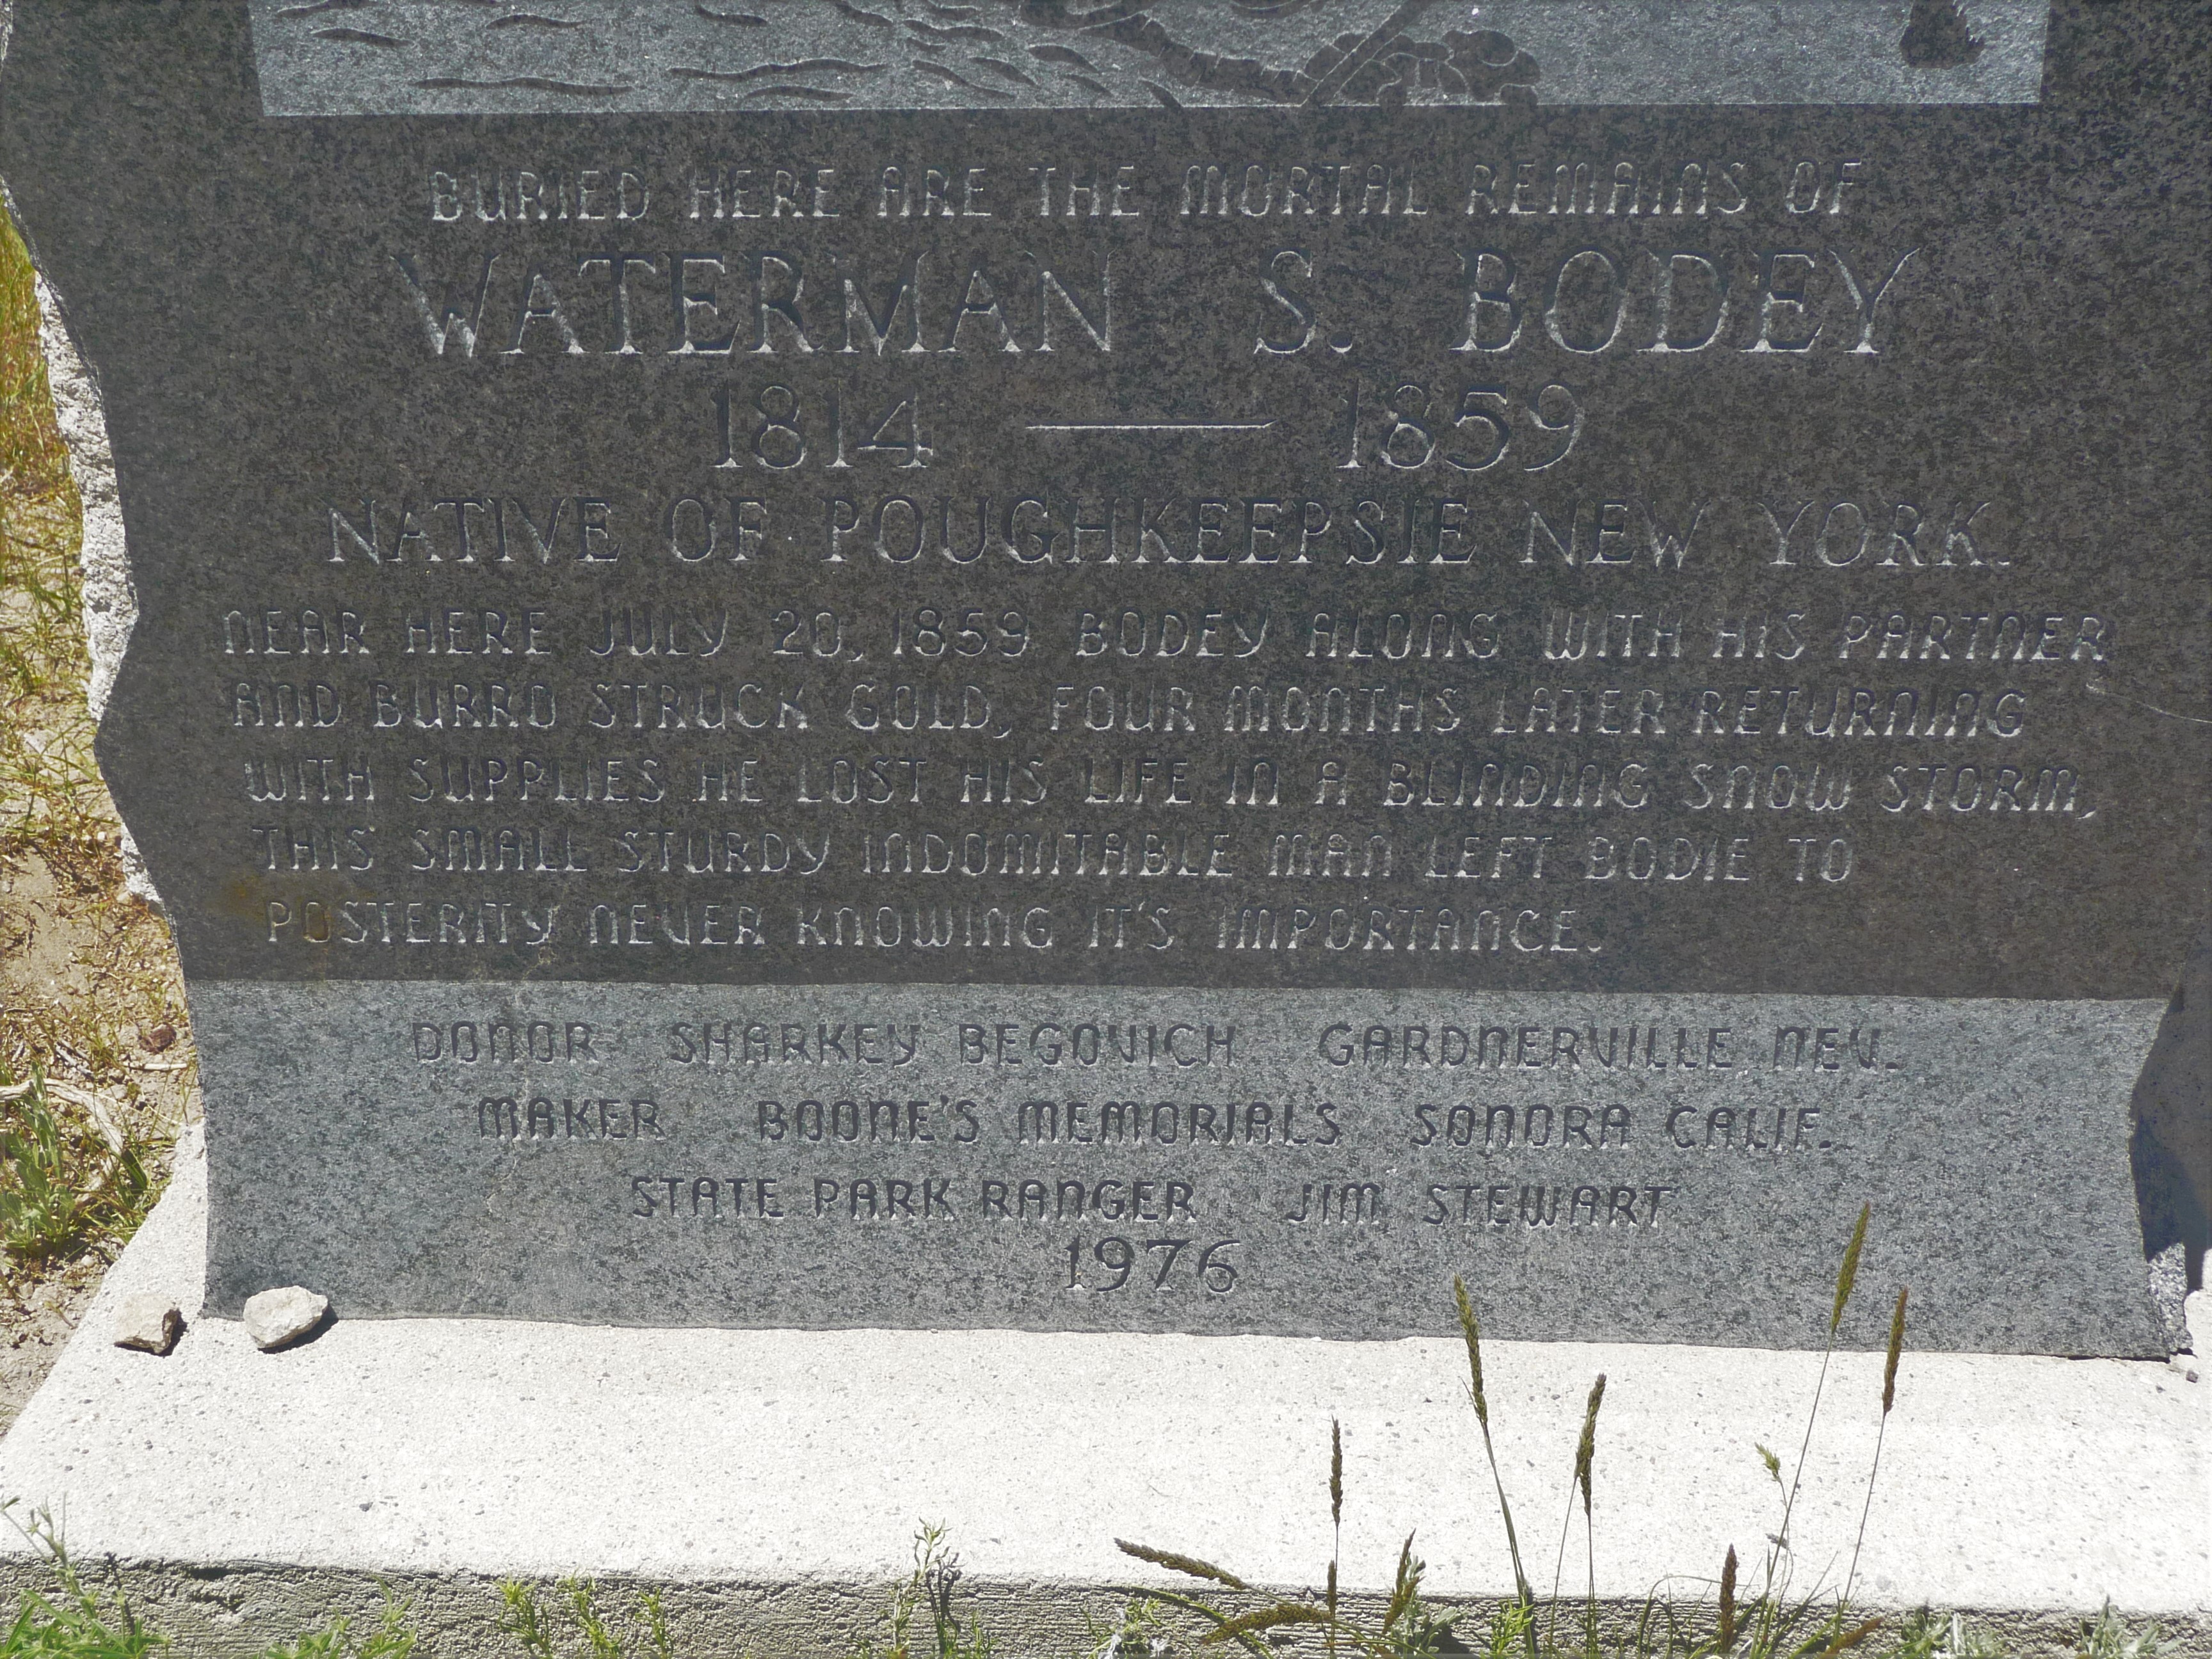 BURIED HERE ARE THE MORTAL REMAINS OF
WATERMAN S. BODEY
1814 — 1859
NATIVE OF POUGHKEEPSIE NEW YORK.
NEAR HERE JULY 20, 1859 BODEY ALONG WITH HIS PARTNER
AND BURRO STRUCK GOLD, FOUR MONTHS LATER RETURNING
WITH SUPPLIES HE LOST HIS LIFE IN A BLINDING SNOW STORM,
THIS SMALL STURDY INDOMITABLE MAN LEFT BODIE TO
POSTERITY NEVER KNOWING IT'S IMPORTANCE.
DONOR SHARKEY BEGOVICH GARDNERVILLE NEV.
MAKER BOONE'S MEMORIALS SONORA CALIF.
STATE PARK RANGER JIM STEWART
1976